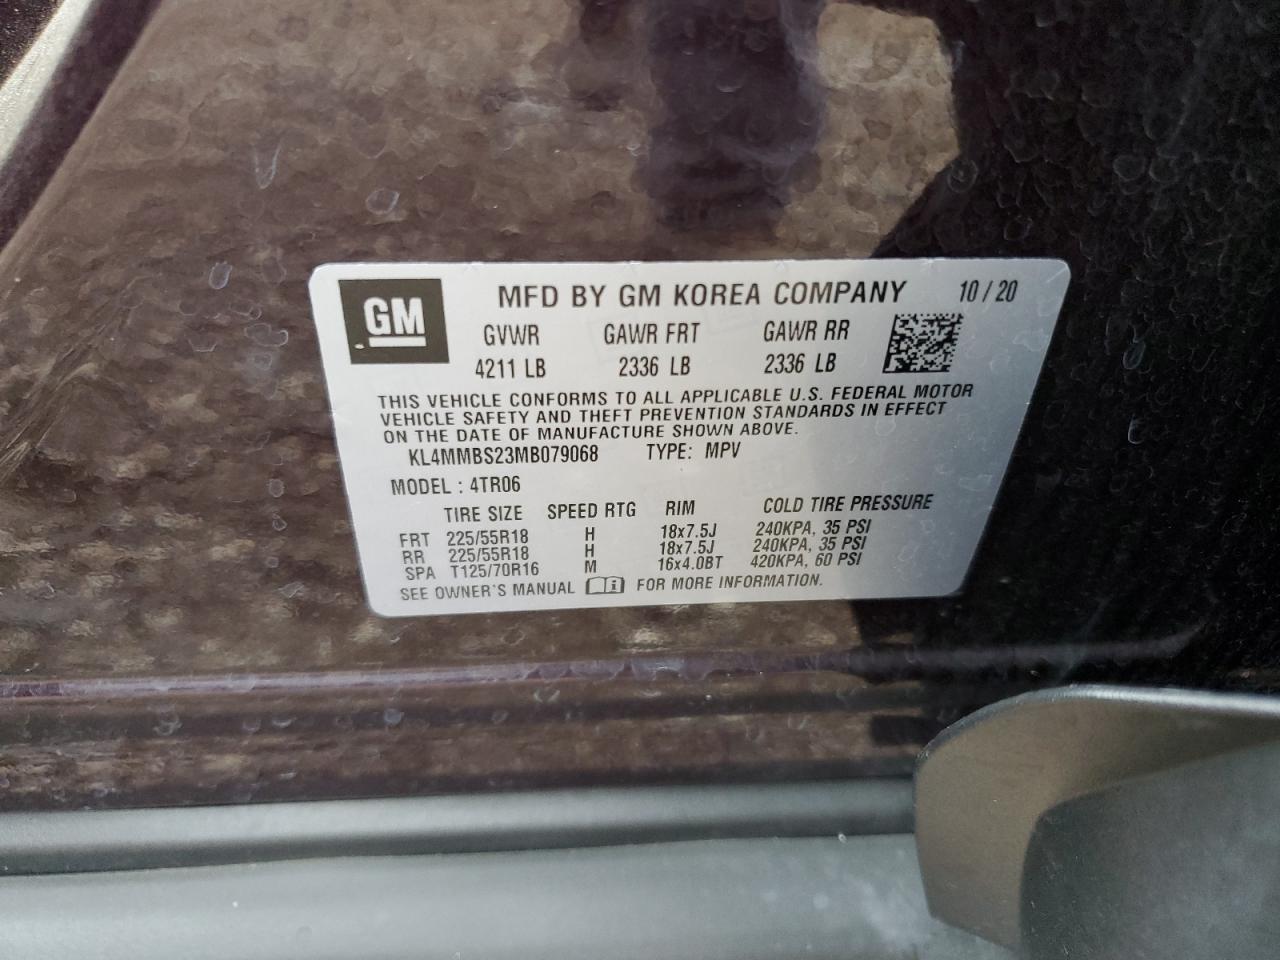 GM
MFD BY GM KOREA COMPANY 10/20
GVWR GAWR FRT GAWR RR
4211 LB 2336 LB 2336 LB
THIS VEHICLE CONFORMS TO ALL APPLICABLE U.S. FEDERAL MOTOR
VEHICLE SAFETY AND THEFT PREVENTION STANDARDS IN EFFECT
ON THE DATE OF MANUFACTURE SHOWN ABOVE.
KL4MMBS23MB079068 TYPE: MPV
MODEL : 4TR06
TIRE SIZE SPEED RTG RIM COLD TIRE PRESSURE
FRT 225/55R18 H 18x7.5J 240KPA, 35 PSI
RR 225/55R18 H 18x7.5J 240KPA, 35 PSI
SPA T125/70R16 M 16x4.0BT 420KPA, 60 PSI
SEE OWNER'S MANUAL i FOR MORE INFORMATION.